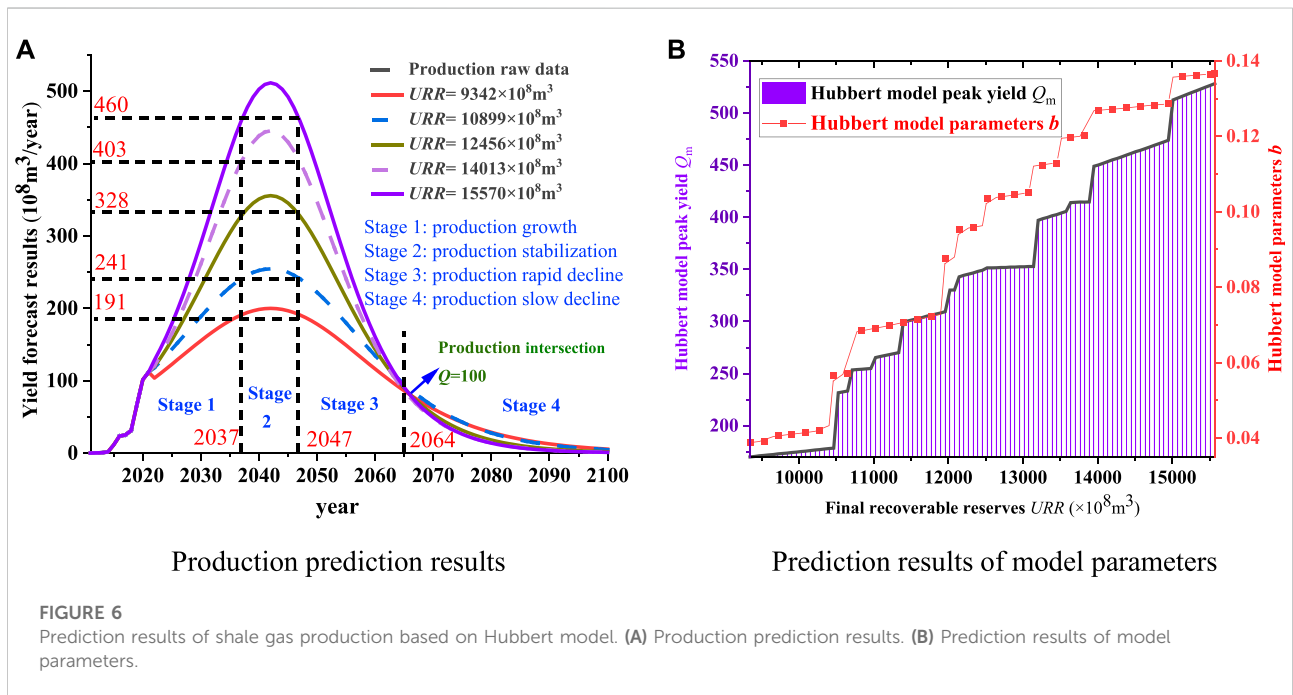 A
Yield forecast results (10⁸m³/year)
500
400
300
200
100
0
460
403
328
241
191
Production raw data
URR= 9342×10⁸m³
URR= 10899×10⁸m³
URR= 12456×10⁸m³
URR= 14013×10⁸m³
URR= 15570×10⁸m³
Stage 1: production growth
Stage 2: production stabilization
Stage 3: production rapid decline
Stage 4: production slow decline
Production intersection
Q=100
Stage 1
Stage
2
Stage 3
Stage 4
2037
2047
2064
2020 2030 2040 2050 2060 2070 2080 2090 2100
year
Production prediction results
B
Hubbert model peak yield Qₘ
550
500
450
400
350
300
250
200
Hubbert model peak yield Qₘ
Hubbert model parameters b
0.14
0.12
0.10
0.08
0.06
0.04
Hubbert model parameters b
10000 11000 12000 13000 14000 15000
Final recoverable reserves URR (×10⁸m³)
Prediction results of model parameters
FIGURE 6
Prediction results of shale gas production based on Hubbert model. (A) Production prediction results. (B) Prediction results of model
parameters.